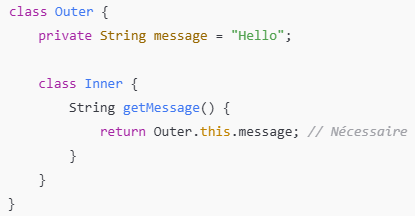 class Outer {
    private String message = "Hello";

    class Inner {
        String getMessage() {
            return Outer.this.message; // Nécessaire
        }
    }
}